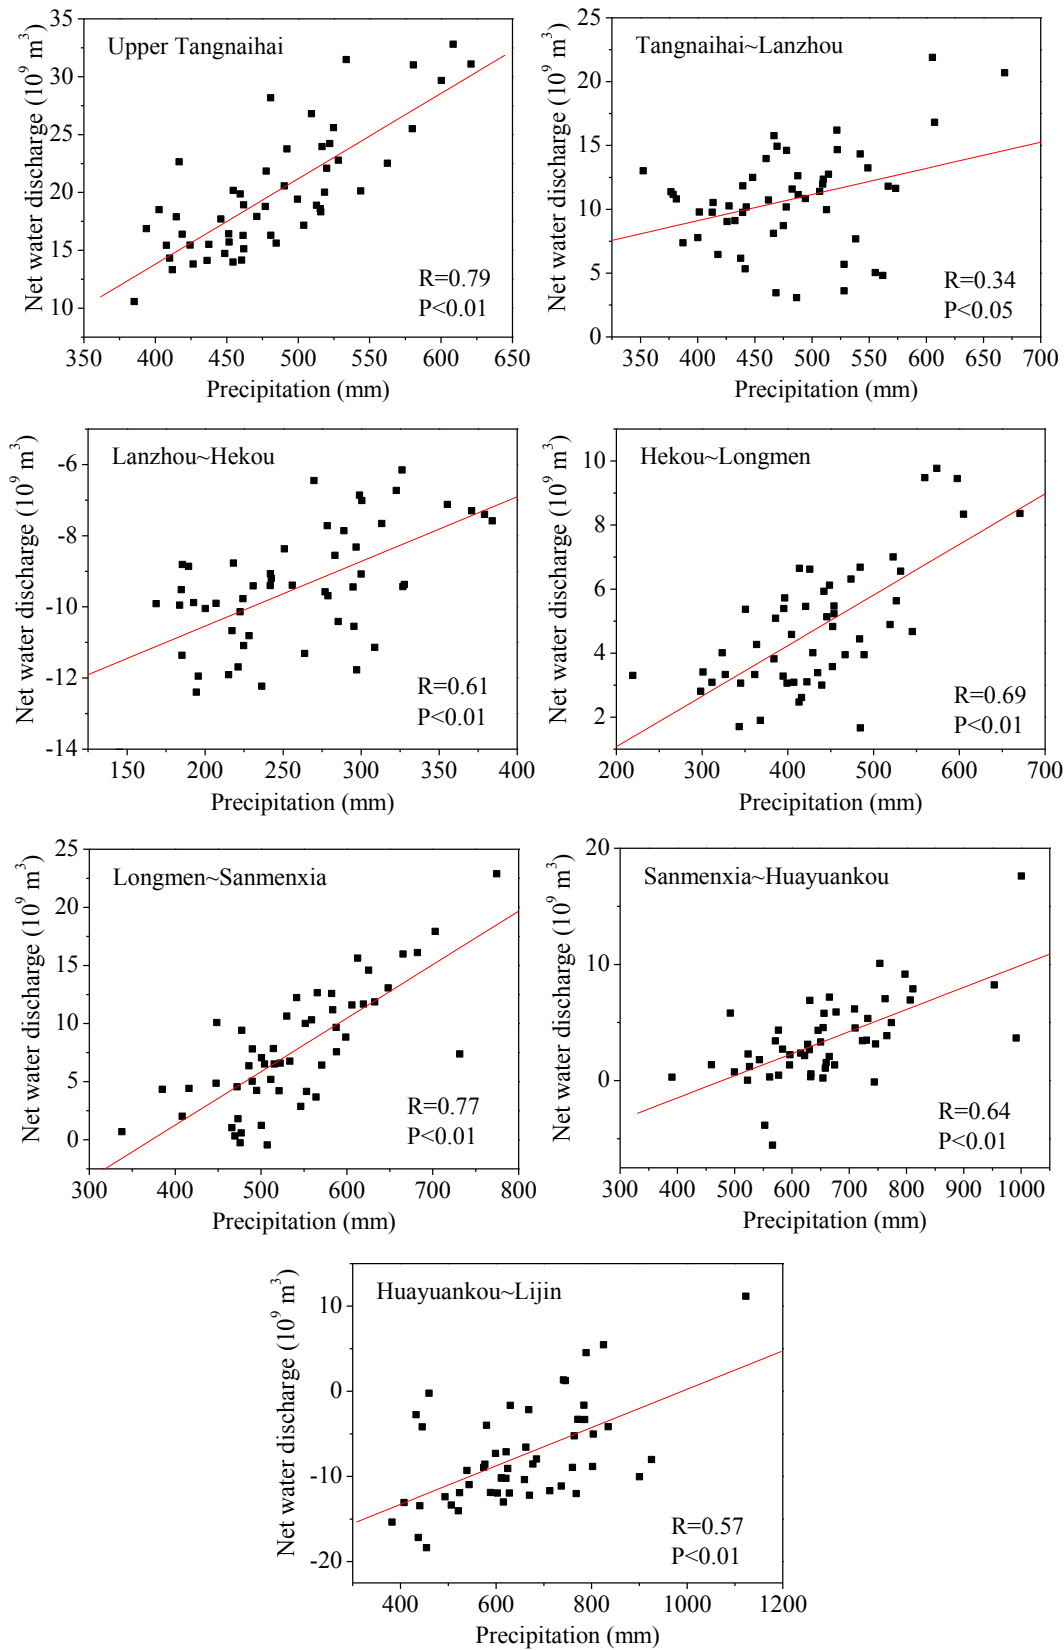 Upper Tangnaihai
Net water discharge (10⁹ m³)
35
30
25
20
15
10
R=0.79
P<0.01
350 400 450 500 550 600 650
Precipitation (mm)
Tangnaihai~Lanzhou
Net water discharge (10⁹ m³)
25
20
15
10
5
0
R=0.34
P<0.05
350 400 450 500 550 600 650 700
Precipitation (mm)
Lanzhou~Hekou
Net water discharge (10⁹ m³)
-6
-8
-10
-12
-14
R=0.61
P<0.01
150 200 250 300 350 400
Precipitation (mm)
Hekou~Longmen
Net water discharge (10⁹ m³)
10
8
6
4
2
R=0.69
P<0.01
200 300 400 500 600 700
Precipitation (mm)
Longmen~Sanmenxia
Net water discharge (10⁹ m³)
25
20
15
10
5
0
R=0.77
P<0.01
300 400 500 600 700 800
Precipitation (mm)
Sanmenxia~Huayuankou
Net water discharge (10⁹ m³)
20
10
0
R=0.64
P<0.01
300 400 500 600 700 800 900 1000
Precipitation (mm)
Huayuankou~Lijin
Net water discharge (10⁹ m³)
10
0
-10
-20
R=0.57
P<0.01
400 600 800 1000 1200
Precipitation (mm)